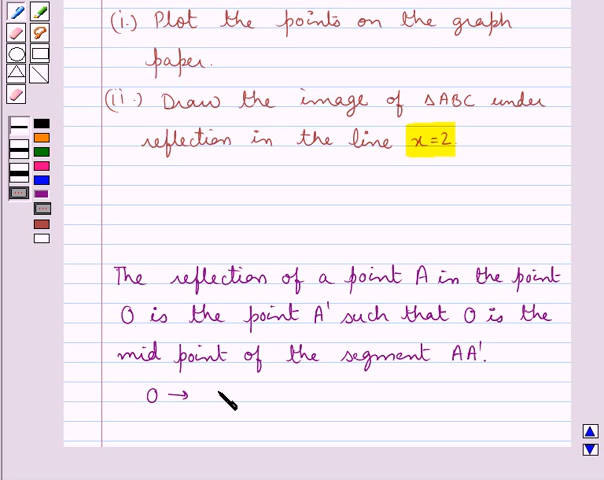 (i.) Plot the points on the graph
paper.
(ii.) Draw the image of △ABC under
reflection in the line x=2.
The reflection of a point A in the point
O is the point A' such that O is the
mid point of the segment AA'.
O →